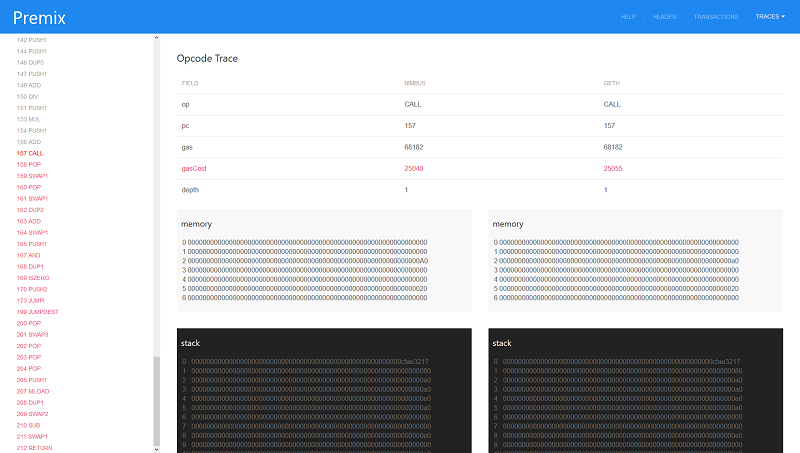 Premix
HELP
HEADER
TRANSACTIONS
TRACES
142 PUSH1
144 PUSH1
146 DUP5
147 PUSH1
149 ADD
150 DIV
151 PUSH1
153 MUL
154 PUSH1
156 ADD
157 CALL
158 POP
159 SWAP1
160 POP
161 SWAP1
162 DUP2
163 ADD
164 SWAP1
165 PUSH1
167 AND
168 DUP1
169 ISZERO
170 PUSH2
173 JUMPI
199 JUMPDEST
200 POP
201 SWAP3
202 POP
203 POP
204 POP
205 PUSH1
207 MLOAD
208 DUP1
209 SWAP2
210 SUB
211 SWAP1
212 RETURN
Opcode Trace
FIELD NIMBUS GETH
op CALL CALL
pc 157 157
gas 68182 68182
gasCost 25040 25055
depth 1 1
memory
0 0000000000000000000000000000000000000000000000000000000000000000
1 0000000000000000000000000000000000000000000000000000000000000000
2 00000000000000000000000000000000000000000000000000000000000000A0
3 0000000000000000000000000000000000000000000000000000000000000000
4 0000000000000000000000000000000000000000000000000000000000000000
5 0000000000000000000000000000000000000000000000000000000000000020
6 0000000000000000000000000000000000000000000000000000000000000000
memory
0 0000000000000000000000000000000000000000000000000000000000000000
1 0000000000000000000000000000000000000000000000000000000000000000
2 00000000000000000000000000000000000000000000000000000000000000a0
3 0000000000000000000000000000000000000000000000000000000000000000
4 0000000000000000000000000000000000000000000000000000000000000000
5 0000000000000000000000000000000000000000000000000000000000000020
6 0000000000000000000000000000000000000000000000000000000000000000
stack
0 00000000000000000000000000000000000000000000000000000000cfae3217
1 0000000000000000000000000000000000000000000000000000000000000080
2 00000000000000000000000000000000000000000000000000000000000000a0
3 00000000000000000000000000000000000000000000000000000000000000a0
4 00000000000000000000000000000000000000000000000000000000000000e0
5 0000000000000000000000000000000000000000000000000000000000000000
6 0000000000000000000000000000000000000000000000000000000000000000
7 0000000000000000000000000000000000000000000000000000000000000000
8 00000000000000000000000000000000000000000000000000000000000000e0
9 0000000000000000000000000000000000000000000000000000000000000000
stack
0 00000000000000000000000000000000000000000000000000000000cfae3217
1 0000000000000000000000000000000000000000000000000000000000000080
2 00000000000000000000000000000000000000000000000000000000000000a0
3 00000000000000000000000000000000000000000000000000000000000000a0
4 00000000000000000000000000000000000000000000000000000000000000e0
5 0000000000000000000000000000000000000000000000000000000000000000
6 0000000000000000000000000000000000000000000000000000000000000000
7 0000000000000000000000000000000000000000000000000000000000000000
8 00000000000000000000000000000000000000000000000000000000000000e0
9 0000000000000000000000000000000000000000000000000000000000000000